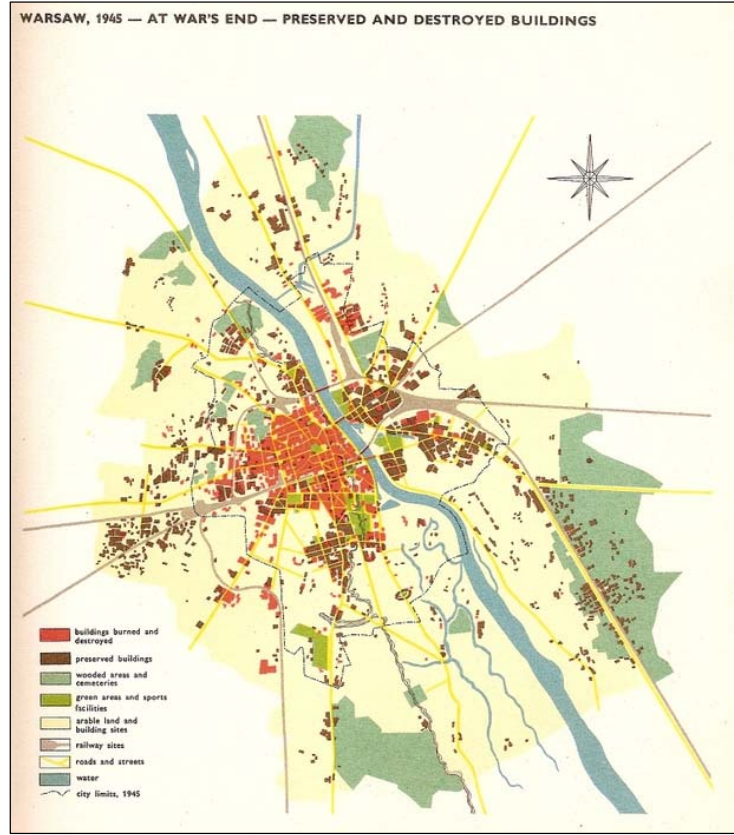 WARSAW, 1945 — AT WAR'S END — PRESERVED AND DESTROYED BUILDINGS
buildings burned and
destroyed
preserved buildings
wooded areas and
cemeteries
green areas and sports
facilities
arable land and
building sites
railway sites
roads and streets
water
city limits, 1945